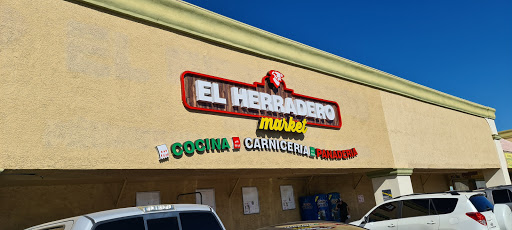 EL HERRADERO
market
COCINA CARNICERIA PANADERIA